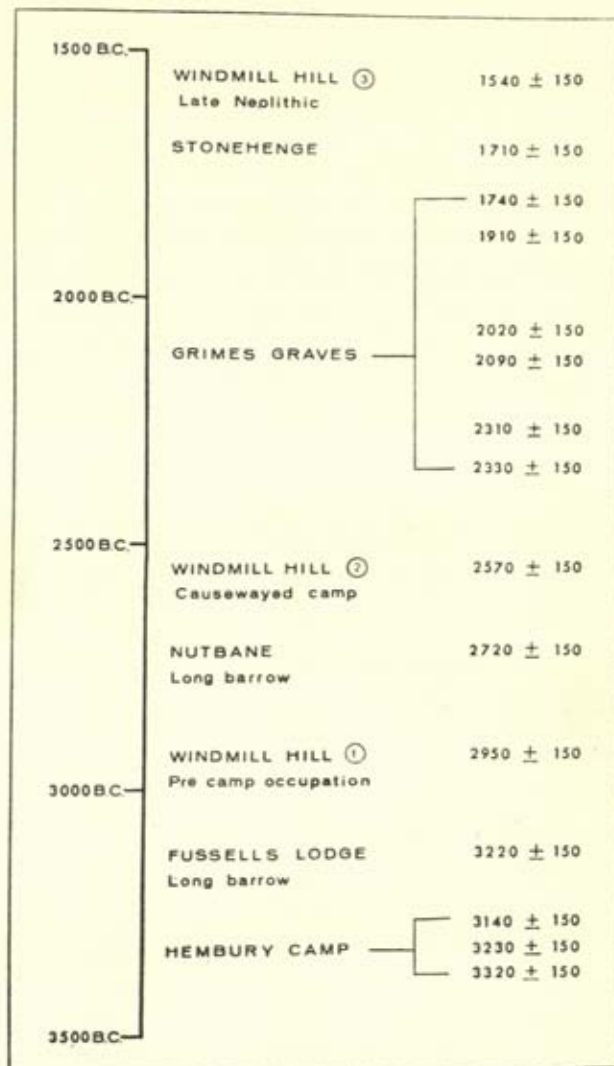 1500 B.C.
WINDMILL HILL ③ 1540 ± 150
Late Neolithic
STONEHENGE 1710 ± 150
1740 ± 150
1910 ± 150
2000 B.C.
2020 ± 150
GRIMES GRAVES
2090 ± 150
2310 ± 150
2330 ± 150
2500 B.C.
WINDMILL HILL ② 2570 ± 150
Causewayed camp
NUTBANE 2720 ± 150
Long barrow
WINDMILL HILL ① 2950 ± 150
Pre camp occupation
3000 B.C.
FUSSELLS LODGE 3220 ± 150
Long barrow
3140 ± 150
HEMBURY CAMP 3230 ± 150
3320 ± 150
3500 B.C.